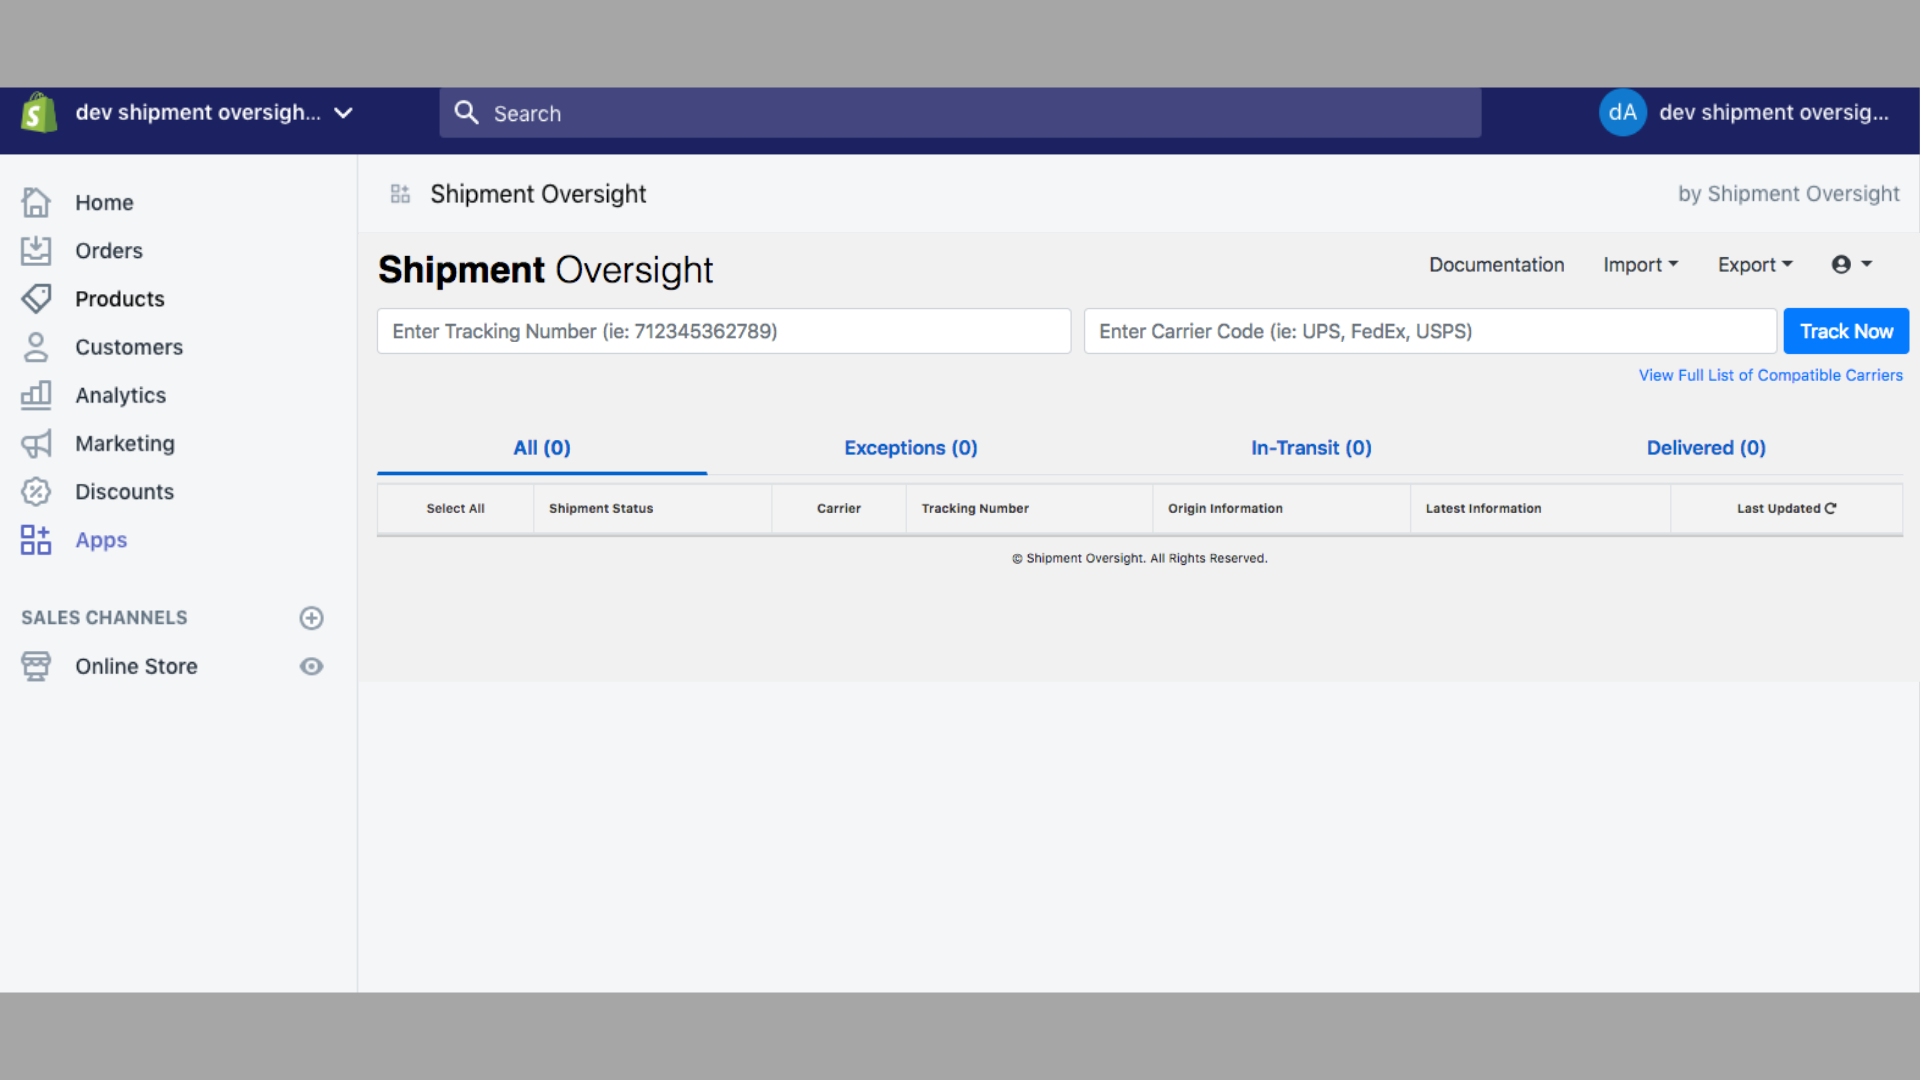 dev shipment oversigh...
Search
dA dev shipment oversig...
Home
Orders
Products
Customers
Analytics
Marketing
Discounts
Apps
SALES CHANNELS
Online Store
Shipment Oversight
by Shipment Oversight
Shipment Oversight
Documentation Import Export
Enter Tracking Number (ie: 712345362789) Enter Carrier Code (ie: UPS, FedEx, USPS) Track Now
View Full List of Compatible Carriers
All (0) Exceptions (0) In-Transit (0) Delivered (0)
Select All Shipment Status Carrier Tracking Number Origin Information Latest Information Last Updated
© Shipment Oversight. All Rights Reserved.